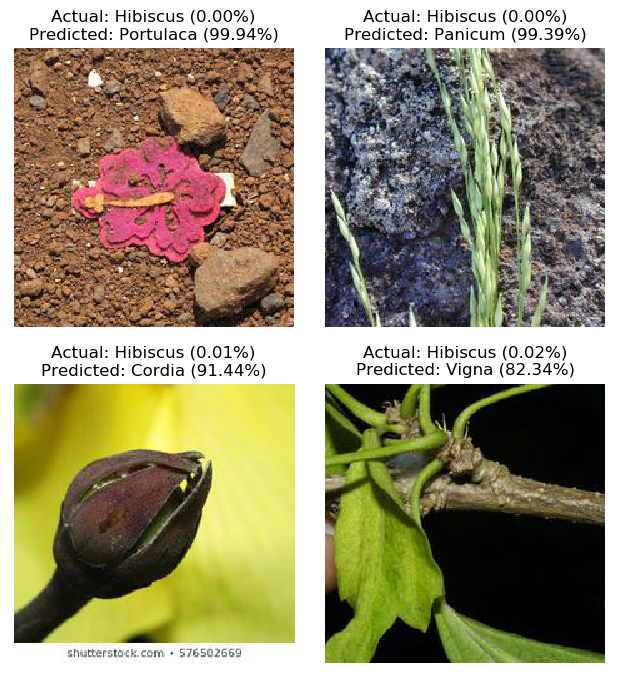 Actual: Hibiscus (0.00%)
Predicted: Portulaca (99.94%)
Actual: Hibiscus (0.00%)
Predicted: Panicum (99.39%)
Actual: Hibiscus (0.01%)
Predicted: Cordia (91.44%)
Actual: Hibiscus (0.02%)
Predicted: Vigna (82.34%)
shutterstock.com • 576502669